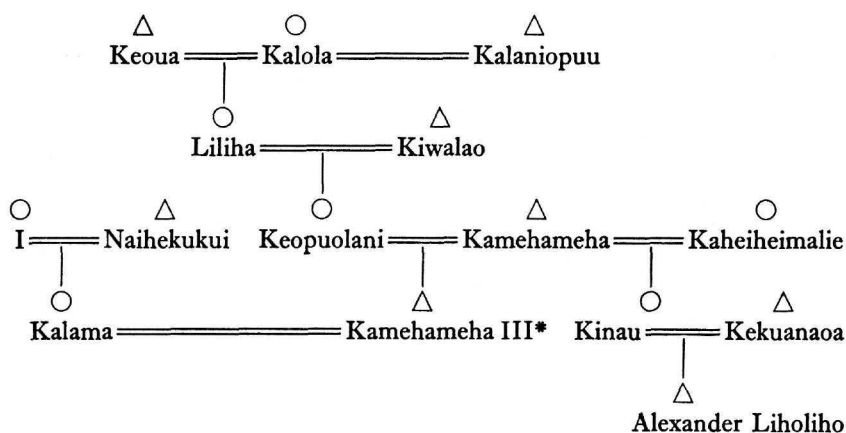 Keoua Kalola Kalaniopuu
Liliha Kiwalao
I Naihekukui Keopuolani Kamehameha Kaheiheimalie
Kalama Kamehameha III* Kinau Kekuanaoa
Alexander Liholiho